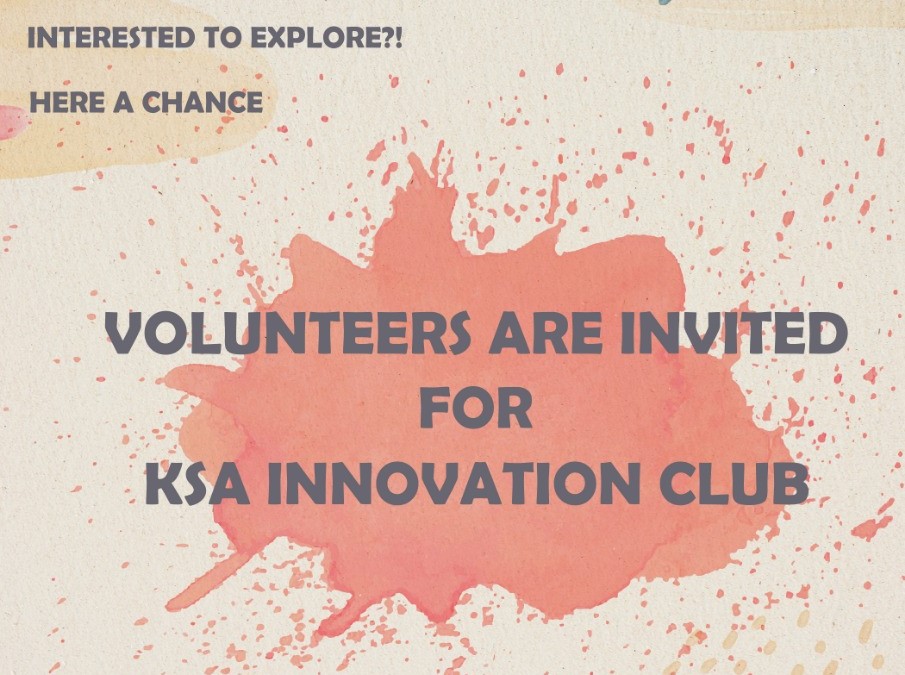 INTERESTED TO EXPLORE?!
HERE A CHANCE
VOLUNTEERS ARE INVITED
FOR
KSA INNOVATION CLUB